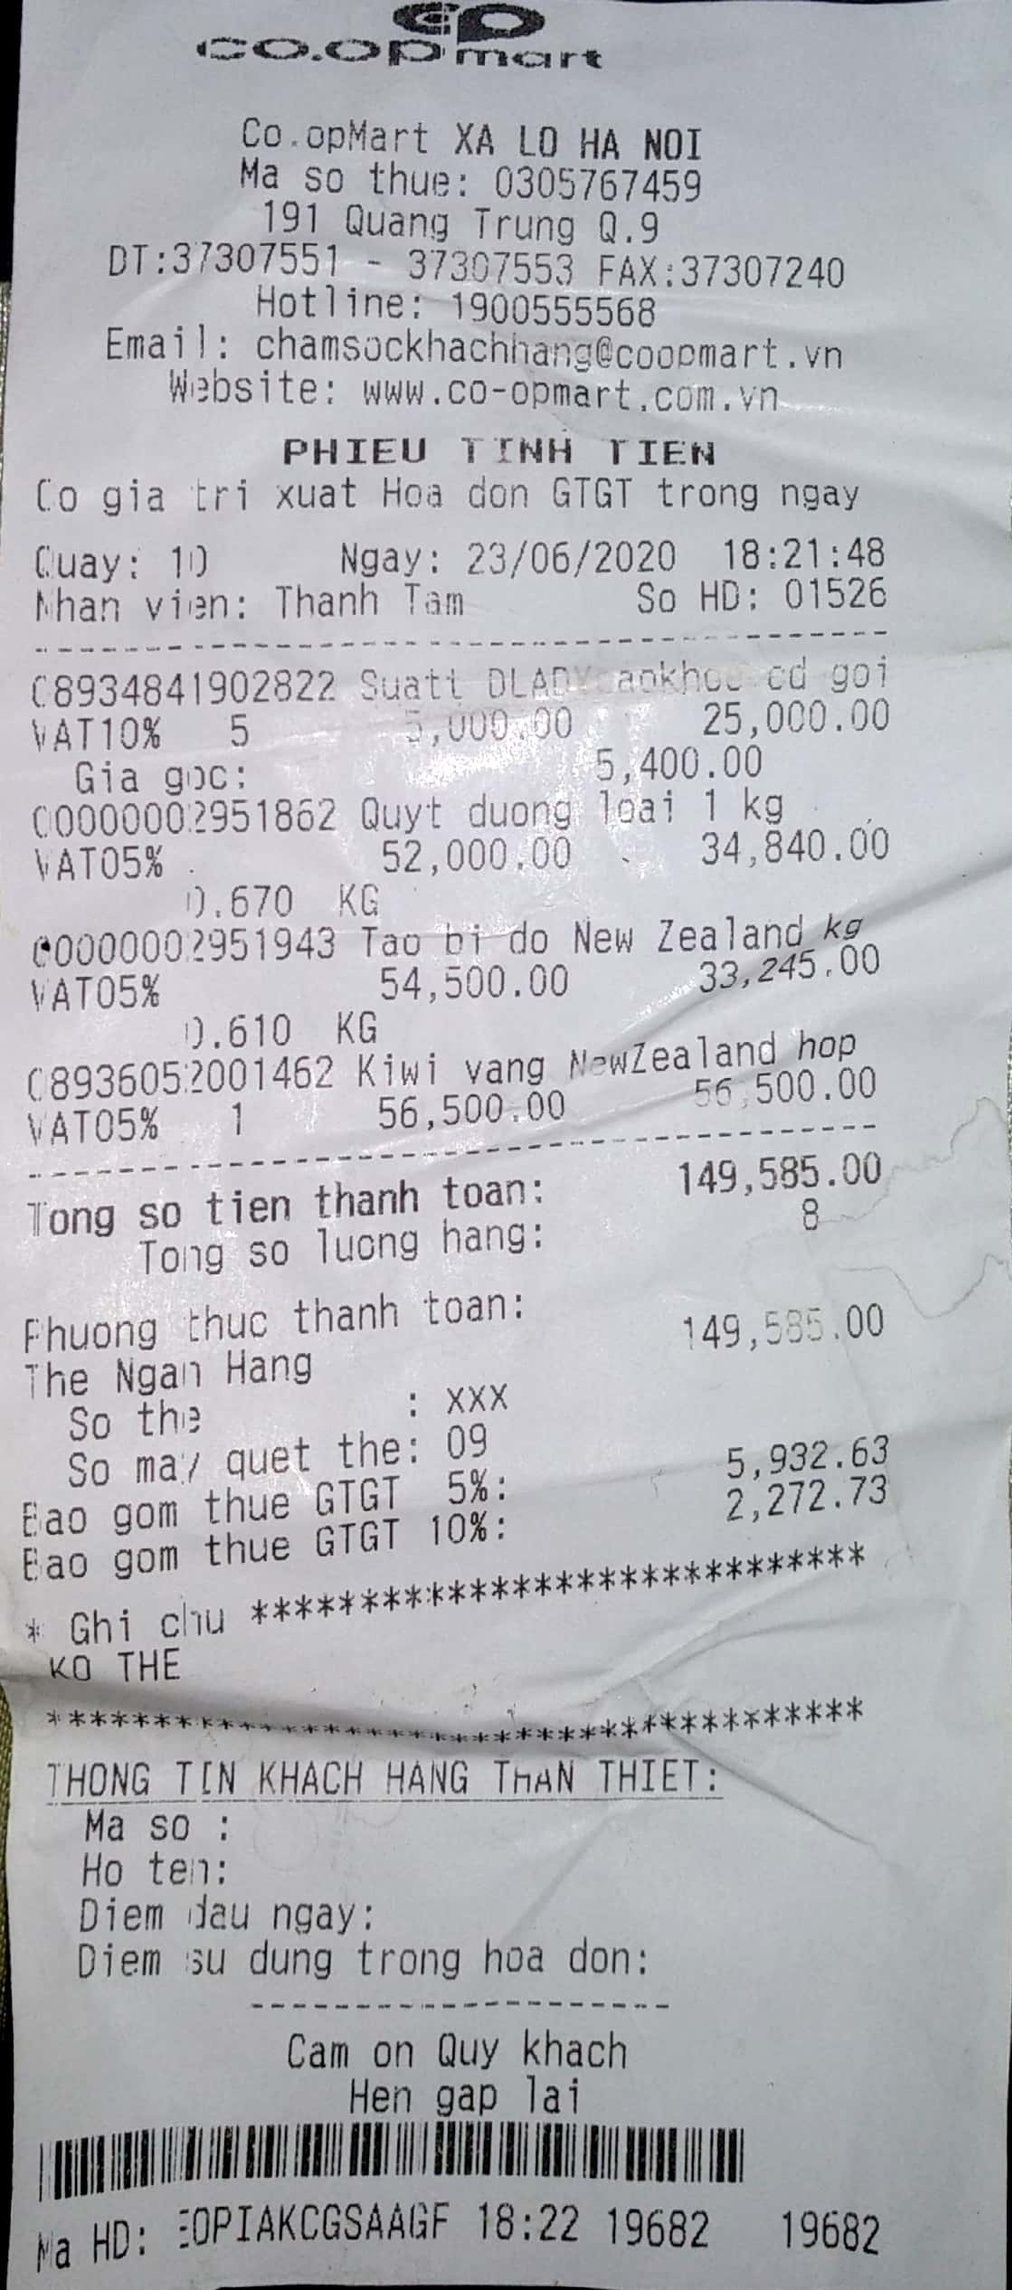 co.opmart
Co.opMart XA LO HA NOI
Ma so thue: 0305767459
191 Quang Trung Q.9
DT:37307551 - 37307553 FAX:37307240
Hotline: 1900555568
Email: chamsockhachhang@coopmart.vn
Website: www.co-opmart.com.vn
PHIEU TINH TIEN
Co gia tri xuat Hoa don GTGT trong ngay
Quay: 10 Ngay: 23/06/2020 18:21:48
Nhan vien: Thanh Tam So HD: 01526
08934841902822 Suatt DLADY cd goi
VAT10% 5 5,000.00 25,000.00
Gia goc: 5,400.00
00000002951862 Quyt duong loai 1 kg
VAT05% 52,000.00 34,840.00
0.670 KG
00000002951943 Tao bi do New Zealand kg
VAT05% 54,500.00 33,245.00
0.610 KG
08936052001462 Kiwi vang NewZealand hop
VAT05% 1 56,500.00 56,500.00
Tong so tien thanh toan: 149,585.00
Tong so luong hang: 8
Phuong thuc thanh toan:
The Ngan Hang 149,585.00
So the : XXX
So may quet the: 09
Bao gom thue GTGT 5%: 5,932.63
Bao gom thue GTGT 10%: 2,272.73
* Ghi chu ****************************
KO THE
***************************************
THONG TIN KHACH HANG THAN THIET:
Ma so :
Ho ten:
Diem dau ngay:
Diem su dung trong hoa don:
Cam on Quy khach
Hen gap lai
Ma HD: EOPIAKCGSAAGF 18:22 19682 19682